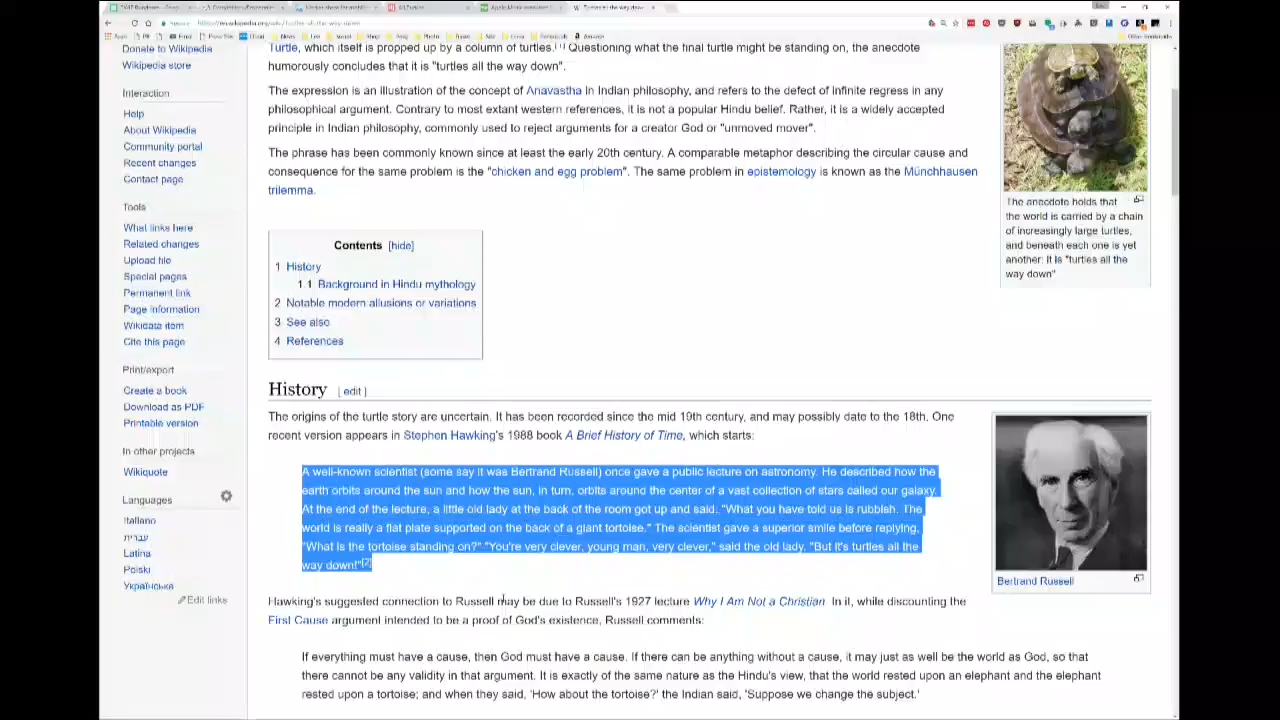 https://en.wikipedia.org/wiki/Turtles_all_the_way_down
Donate to Wikipedia
Wikipedia store
Interaction
Help
About Wikipedia
Community portal
Recent changes
Contact page
Tools
What links here
Related changes
Upload file
Special pages
Permanent link
Page information
Wikidata item
Cite this page
Print/export
Create a book
Download as PDF
Printable version
In other projects
Wikiquote
Languages
Italiano
עברית
Latina
Polski
Українська
Edit links
Turtle, which itself is propped up by a column of turtles.[1] Questioning what the final turtle might be standing on, the anecdote
humorously concludes that it is "turtles all the way down".
The expression is an illustration of the concept of Anavastha in Indian philosophy, and refers to the defect of infinite regress in any
philosophical argument. Contrary to most extant western references, it is not a popular Hindu belief. Rather, it is a widely accepted
principle in Indian philosophy, commonly used to reject arguments for a creator God or "unmoved mover".
The phrase has been commonly known since at least the early 20th century. A comparable metaphor describing the circular cause and
consequence for the same problem is the "chicken and egg problem". The same problem in epistemology is known as the Münchhausen
trilemma.
The anecdote holds that
the world is carried by a chain
of increasingly large turtles,
and beneath each one is yet
another: it is "turtles all the
way down"
Contents [hide]
1 History
1.1 Background in Hindu mythology
2 Notable modern allusions or variations
3 See also
4 References
History [ edit ]
The origins of the turtle story are uncertain. It has been recorded since the mid 19th century, and may possibly date to the 18th. One
recent version appears in Stephen Hawking's 1988 book A Brief History of Time, which starts:
A well-known scientist (some say it was Bertrand Russell) once gave a public lecture on astronomy. He described how the
earth orbits around the sun and how the sun, in turn, orbits around the center of a vast collection of stars called our galaxy.
At the end of the lecture, a little old lady at the back of the room got up and said: "What you have told us is rubbish. The
world is really a flat plate supported on the back of a giant tortoise." The scientist gave a superior smile before replying,
"What is the tortoise standing on?" "You're very clever, young man, very clever," said the old lady. "But it's turtles all the
way down!"[2]
Bertrand Russell
Hawking's suggested connection to Russell may be due to Russell's 1927 lecture Why I Am Not a Christian. In it, while discounting the
First Cause argument intended to be a proof of God's existence, Russell comments:
If everything must have a cause, then God must have a cause. If there can be anything without a cause, it may just as well be the world as God, so that
there cannot be any validity in that argument. It is exactly of the same nature as the Hindu's view, that the world rested upon an elephant and the elephant
rested upon a tortoise; and when they said, 'How about the tortoise?' the Indian said, 'Suppose we change the subject.'